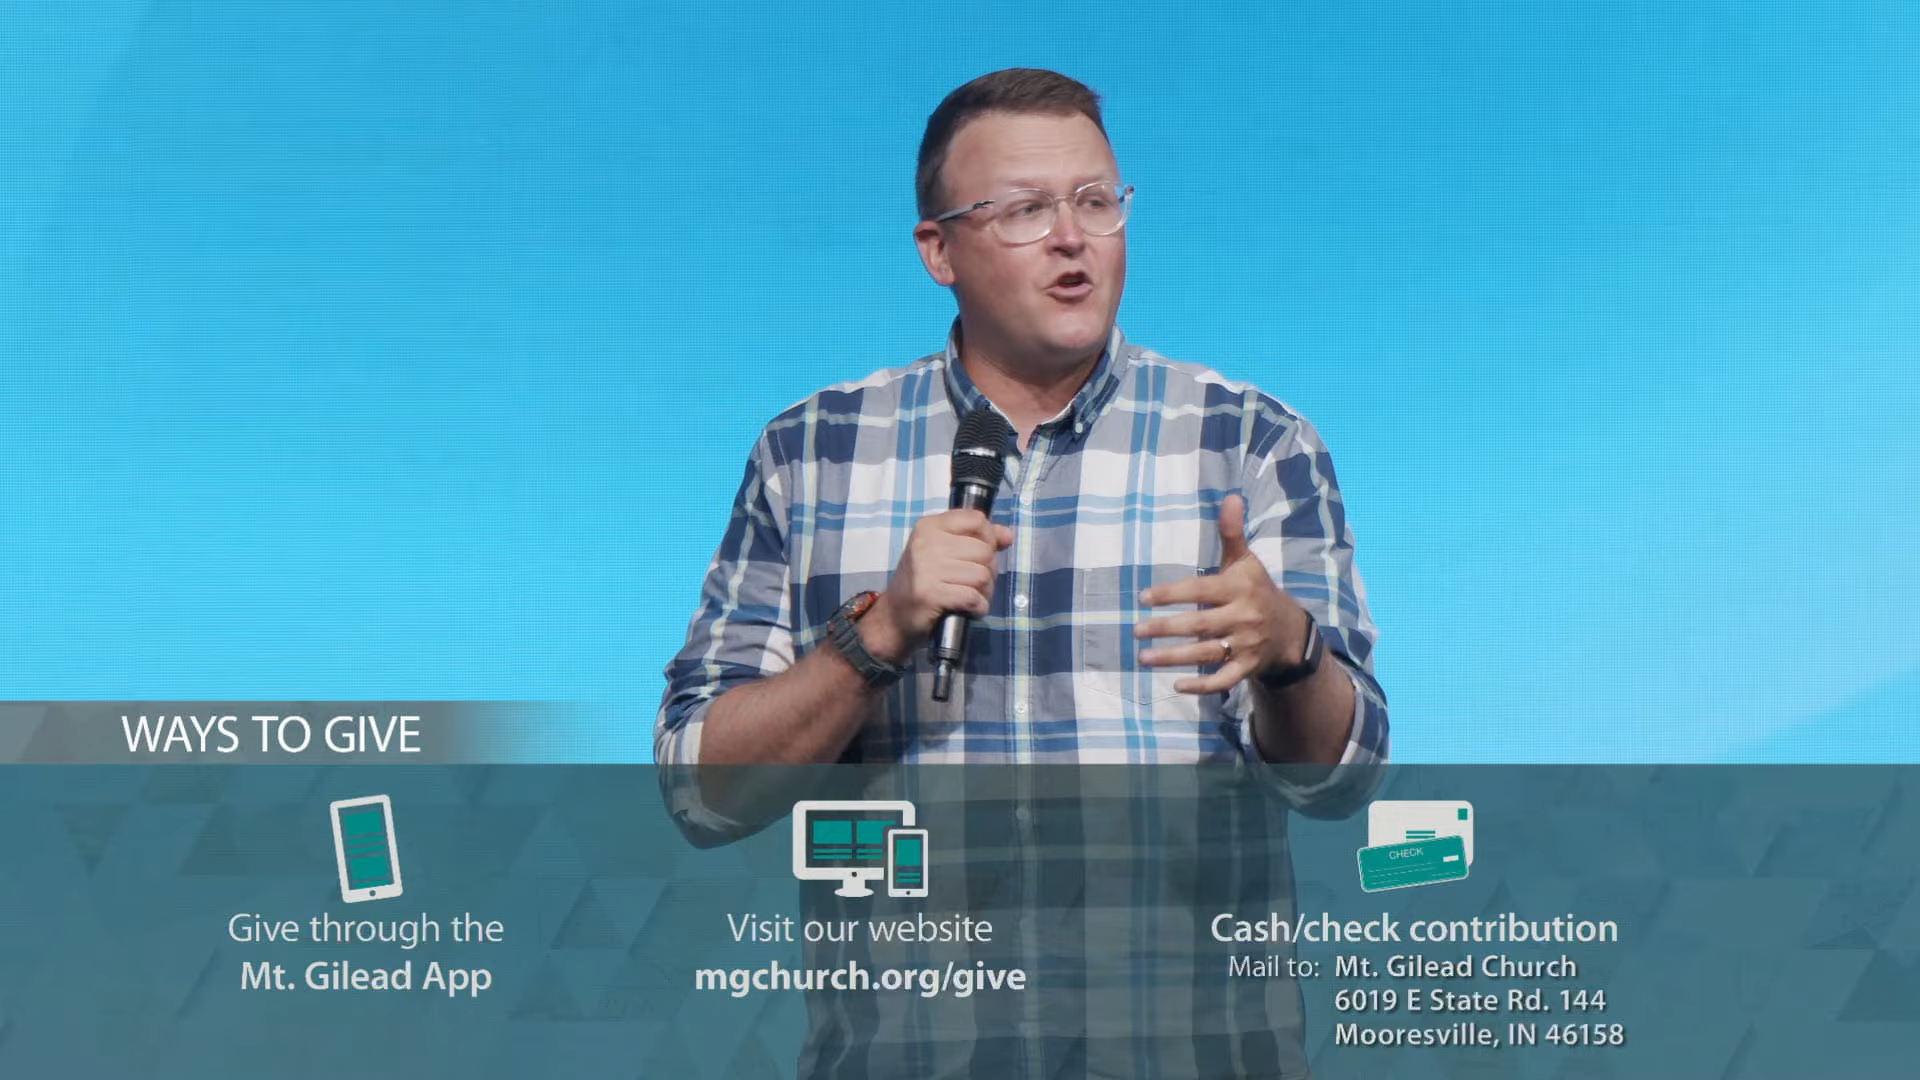 WAYS TO GIVE
Give through the
Mt. Gilead App
Visit our website
mgchurch.org/give
CHECK
Cash/check contribution
Mail to: Mt. Gilead Church
6019 E State Rd. 144
Mooresville, IN 46158